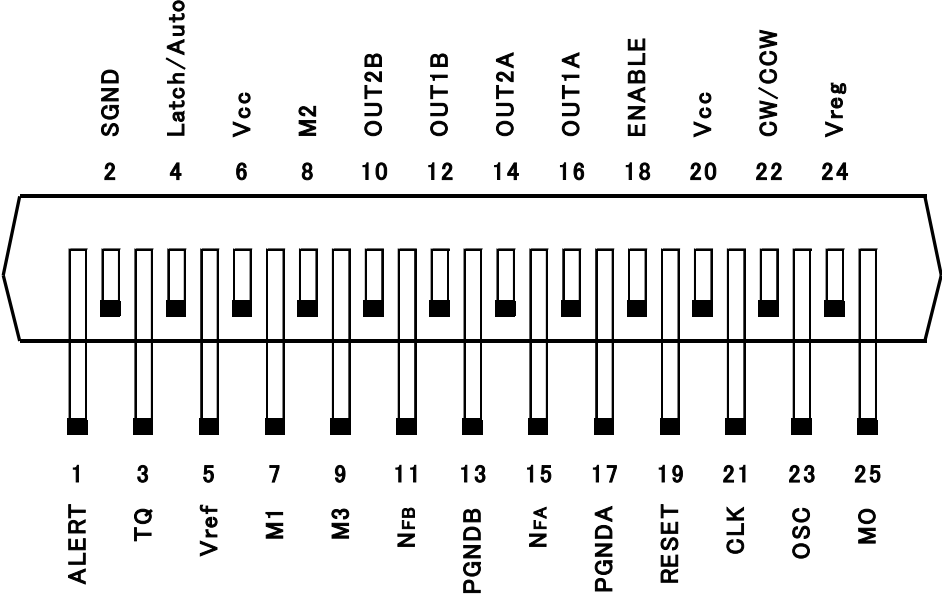 SGND Latch/Auto Vcc M2 OUT2B OUT1B OUT2A OUT1A ENABLE Vcc CW/CCW Vreg
2 4 6 8 10 12 14 16 18 20 22 24
1 3 5 7 9 11 13 15 17 19 21 23 25
ALERT TQ Vref M1 M3 NFB PGNDB NFA PGNDA RESET CLK OSC MO